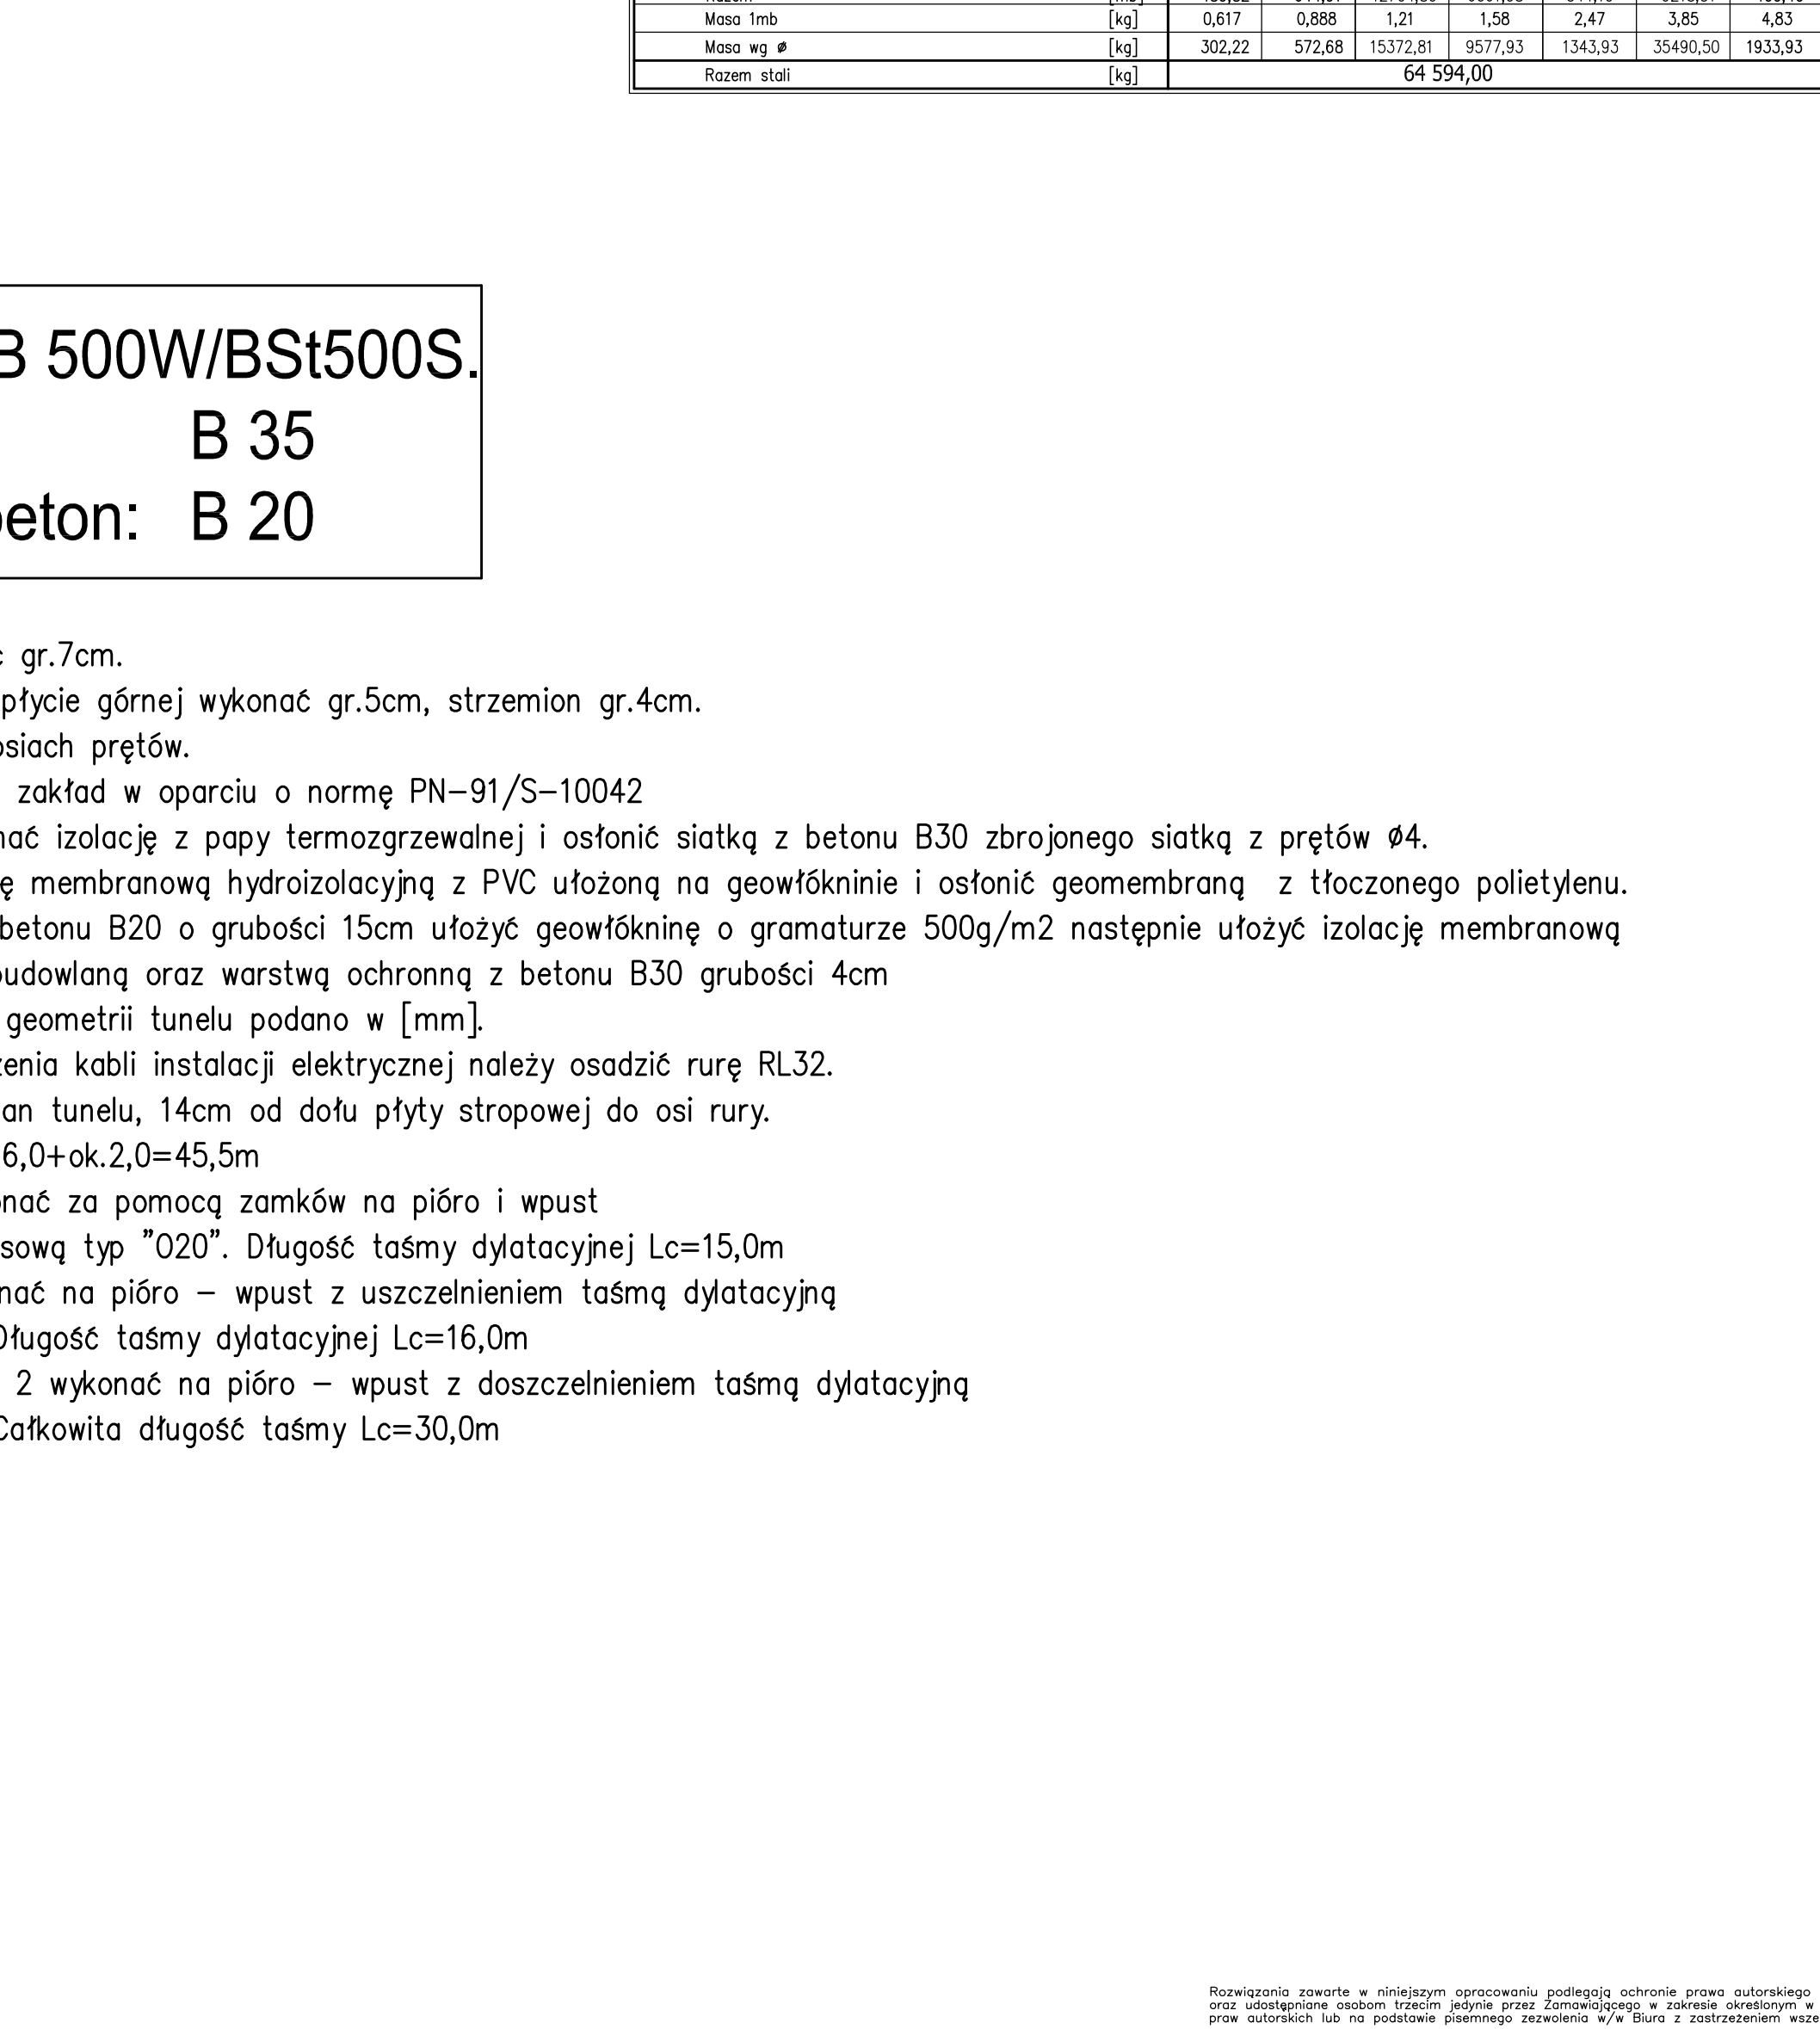 Masa 1mb [kg] 0,617 0,888 1,21 1,58 2,47 3,85 4,83
Masa wg ø [kg] 302,22 572,68 15372,81 9577,93 1343,93 35490,50 1933,93
Razem stali [kg] 64 594,00
B 500W/BSt500S.
B 35
beton: B 20
gr.7cm.
płycie górnej wykonać gr.5cm, strzemion gr.4cm.
osiach prętów.
zakład w oparciu o normę PN-91/S-10042
izolację z papy termozgrzewalnej i osłonić siatką z betonu B30 zbrojonego siatką z prętów ø4.
membranową hydroizolacyjną z PVC ułożoną na geowłókninie i osłonić geomembraną z tłoczonego polietylenu.
betonu B20 o grubości 15cm ułożyć geowłókninę o gramaturze 500g/m2 następnie ułożyć izolację membranową
budowlaną oraz warstwą ochronną z betonu B30 grubości 4cm
geometrii tunelu podano w [mm].
kabli instalacji elektrycznej należy osadzić rurę RL32.
tunelu, 14cm od dołu płyty stropowej do osi rury.
6,0+ok.2,0=45,5m
za pomocą zamków na pióro i wpust
typ "O20". Długość taśmy dylatacyjnej Lc=15,0m
na pióro – wpust z uszczelnieniem taśmą dylatacyjną
Długość taśmy dylatacyjnej Lc=16,0m
2 wykonać na pióro – wpust z doszczelnieniem taśmą dylatacyjną
Całkowita długość taśmy Lc=30,0m
Rozwiązania zawarte w niniejszym opracowaniu podlegają ochronie prawa autorskiego
oraz udostępniane osobom trzecim jedynie przez Zamawiającego w zakresie określonym w
praw autorskich lub na podstawie pisemnego zezwolenia w/w Biura z zastrzeżeniem wsze